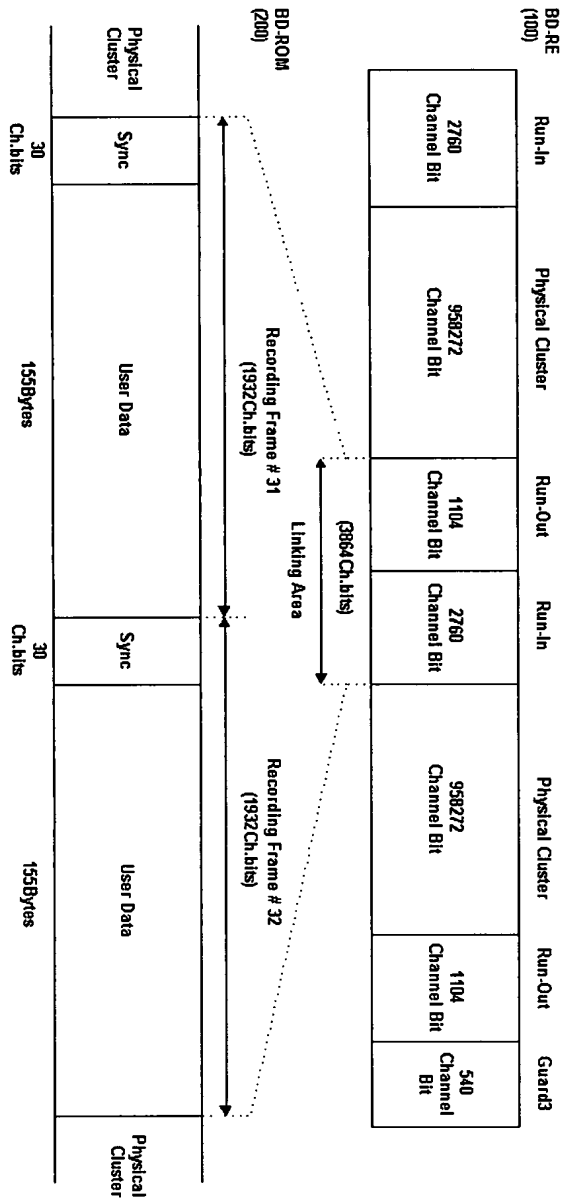 BD-RE
(100)
Run-In
Physical Cluster
Run-Out
Run-In
Physical Cluster
Run-Out
Guard3
2760
Channel Bit
958272
Channel Bit
1104
Channel Bit
2760
Channel Bit
958272
Channel Bit
1104
Channel Bit
540
Channel
Bit
(3864Ch.bits)
Linking Area
BD-ROM
(200)
Recording Frame # 31
(1932Ch.bits)
Recording Frame # 32
(1932Ch.bits)
Physical
Cluster
Sync
User Data
Sync
User Data
Physical
Cluster
30
Ch.bits
155Bytes
30
Ch.bits
155Bytes